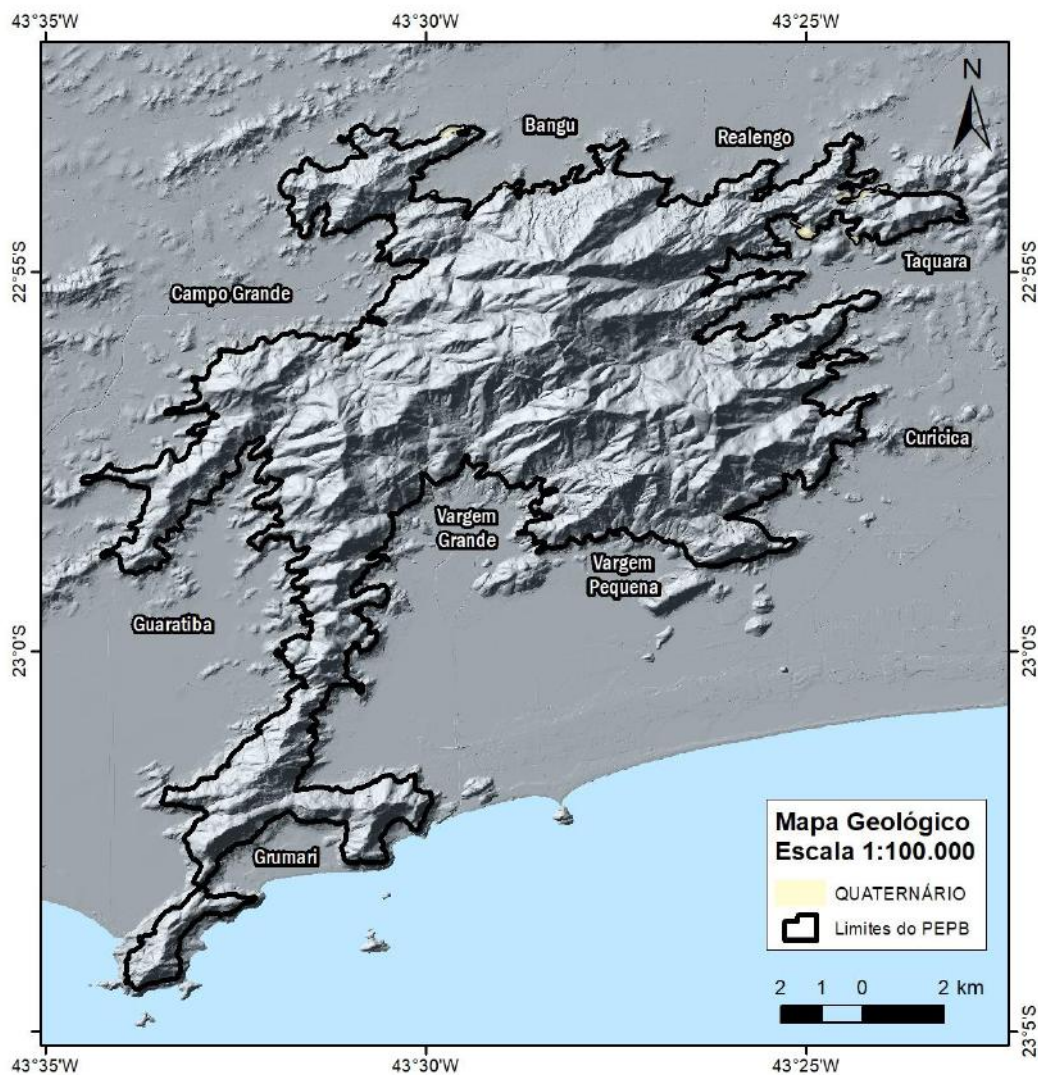 43°35'W
43°30'W
43°25'W
N
Bangu
Realengo
Taquara
22°55'S
22°55'S
Campo Grande
Curicica
Vargem
Grande
Vargem
Pequena
Guaratiba
23°0'S
23°0'S
Grumari
Mapa Geológico
Escala 1:100.000
QUATERNÁRIO
Limites do PEPB
2 1 0 2 km
23°5'S
43°35'W
43°30'W
43°25'W